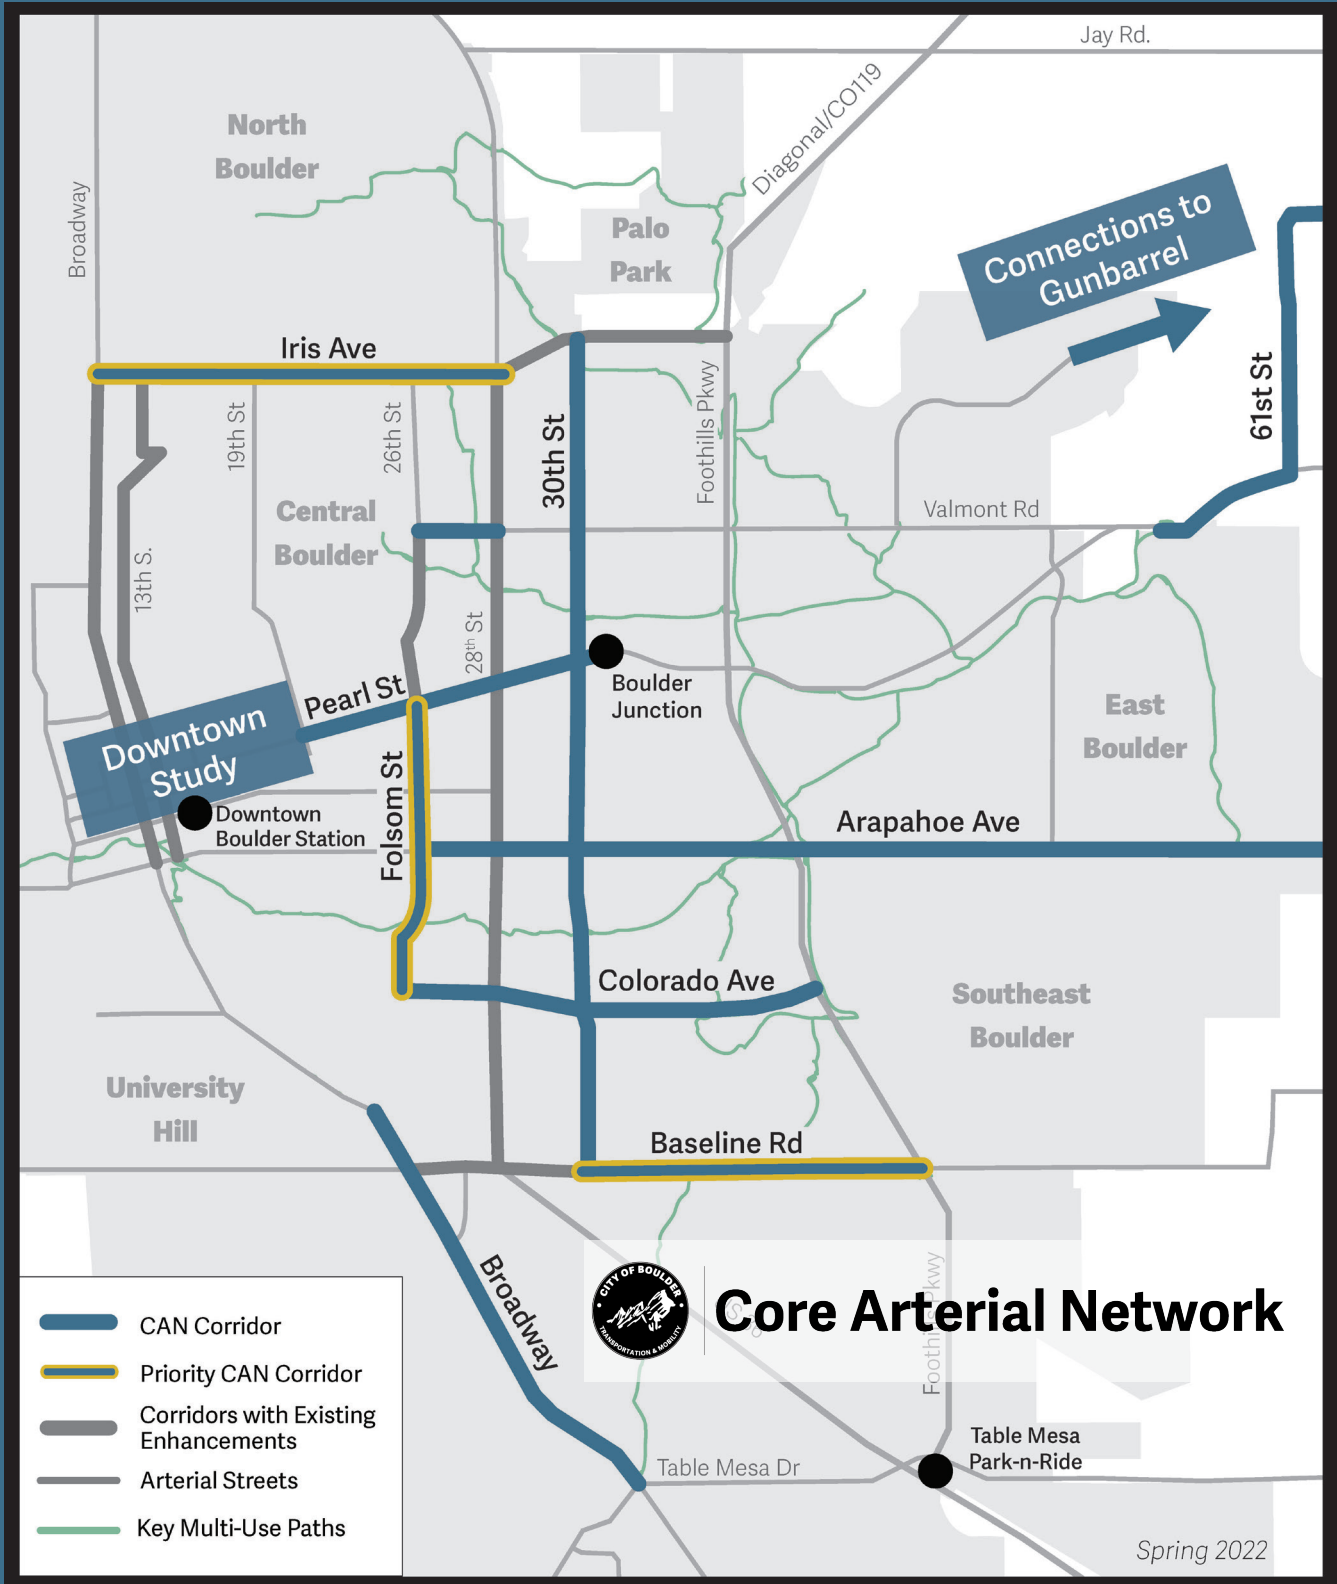 Jay Rd.
Diagonal/CO119
North
Boulder
Broadway
Palo
Park
Connections to
Gunbarrel
Iris Ave
61st St
19th St
26th St
30th St
Foothills Pkwy
Central
Boulder
Valmont Rd
13th S.
28th St
Boulder
Junction
Pearl St
East
Boulder
Downtown
Study
Folsom St
Downtown
Boulder Station
Arapahoe Ave
Colorado Ave
Southeast
Boulder
University
Hill
Baseline Rd
Broadway
CITY OF BOULDER
TRANSPORTATION & MOBILITY
Core Arterial Network
Foothills Pkwy
CAN Corridor
Priority CAN Corridor
Corridors with Existing
Enhancements
Arterial Streets
Key Multi-Use Paths
Table Mesa
Park-n-Ride
Table Mesa Dr
Spring 2022